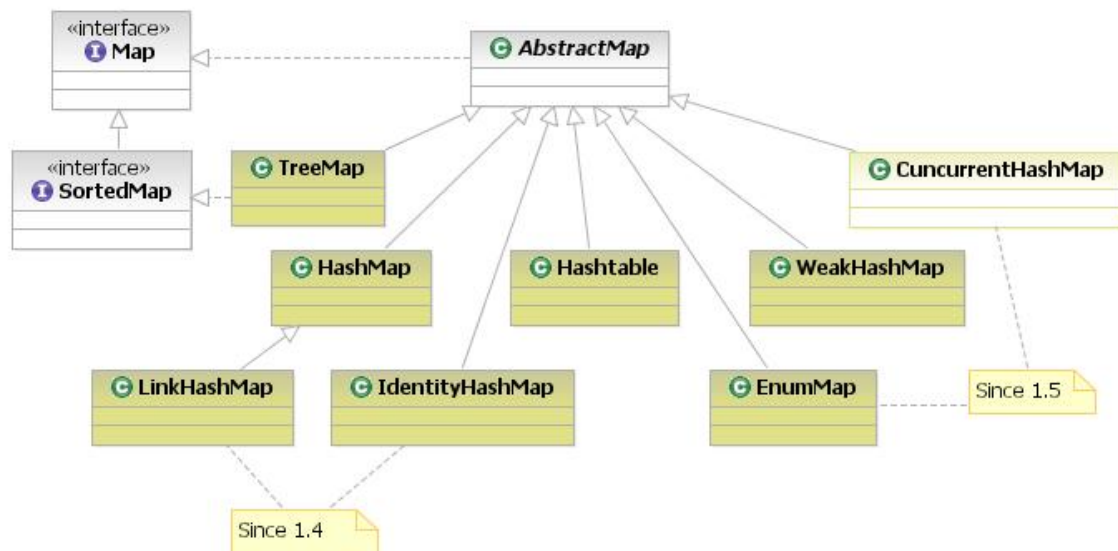 «interface»
I Map
C AbstractMap
«interface»
I SortedMap
C TreeMap
C CuncurrentHashMap
C HashMap
C Hashtable
C WeakHashMap
C LinkHashMap
C IdentityHashMap
C EnumMap
Since 1.5
Since 1.4